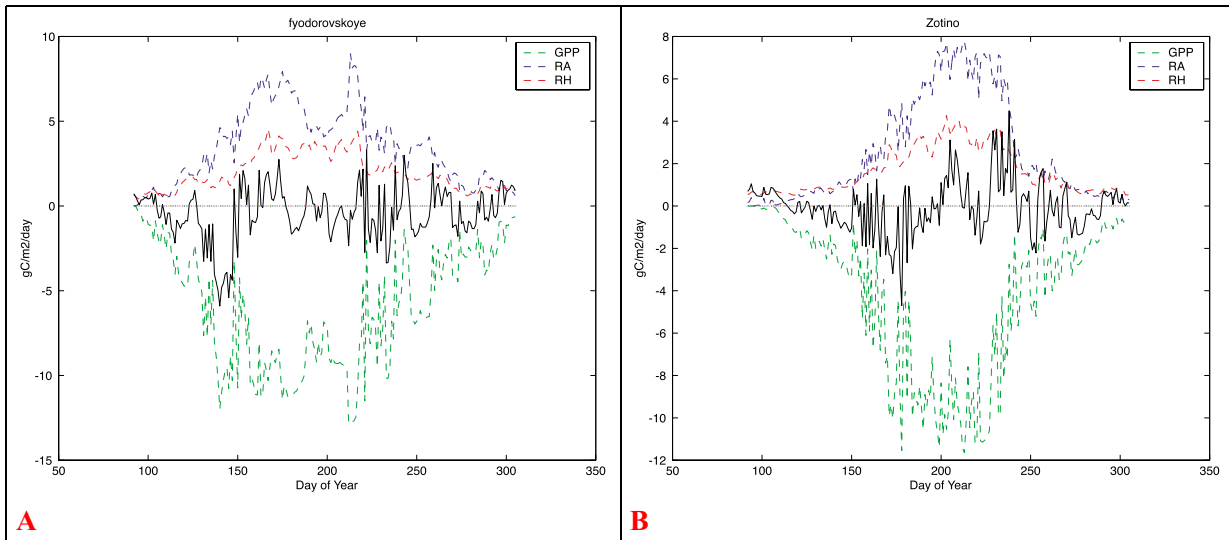 fyodorovskoye
10
5
0
-5
-10
-15
gC/m2/day
50 100 150 200 250 300 350
Day of Year
GPP
RA
RH
A
Zotino
8
6
4
2
0
-2
-4
-6
-8
-10
-12
gC/m2/day
50 100 150 200 250 300 350
Day of Year
GPP
RA
RH
B